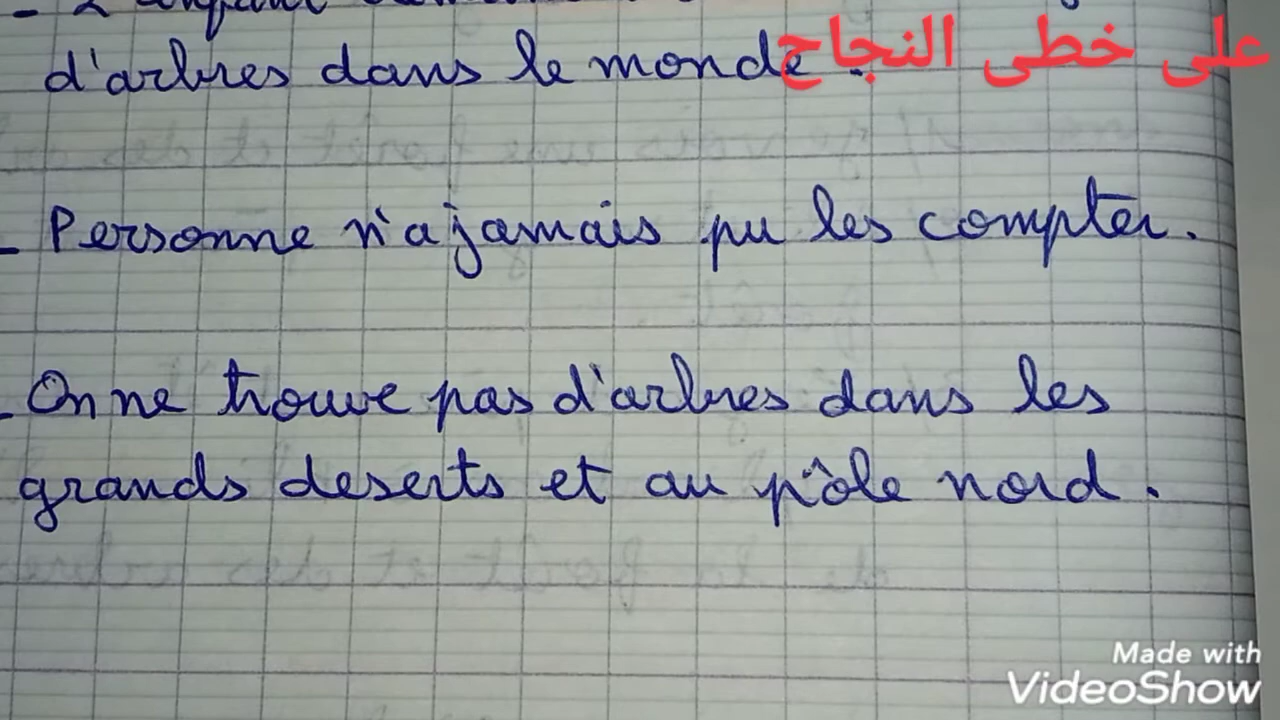 - L'enfant
d'arbres dans le monde.
على خطى النجاح
- Personne n'a jamais pu les compter.
- On ne trouve pas d'arbres dans les
grands deserts et au pôle nord.
Made with
VideoShow